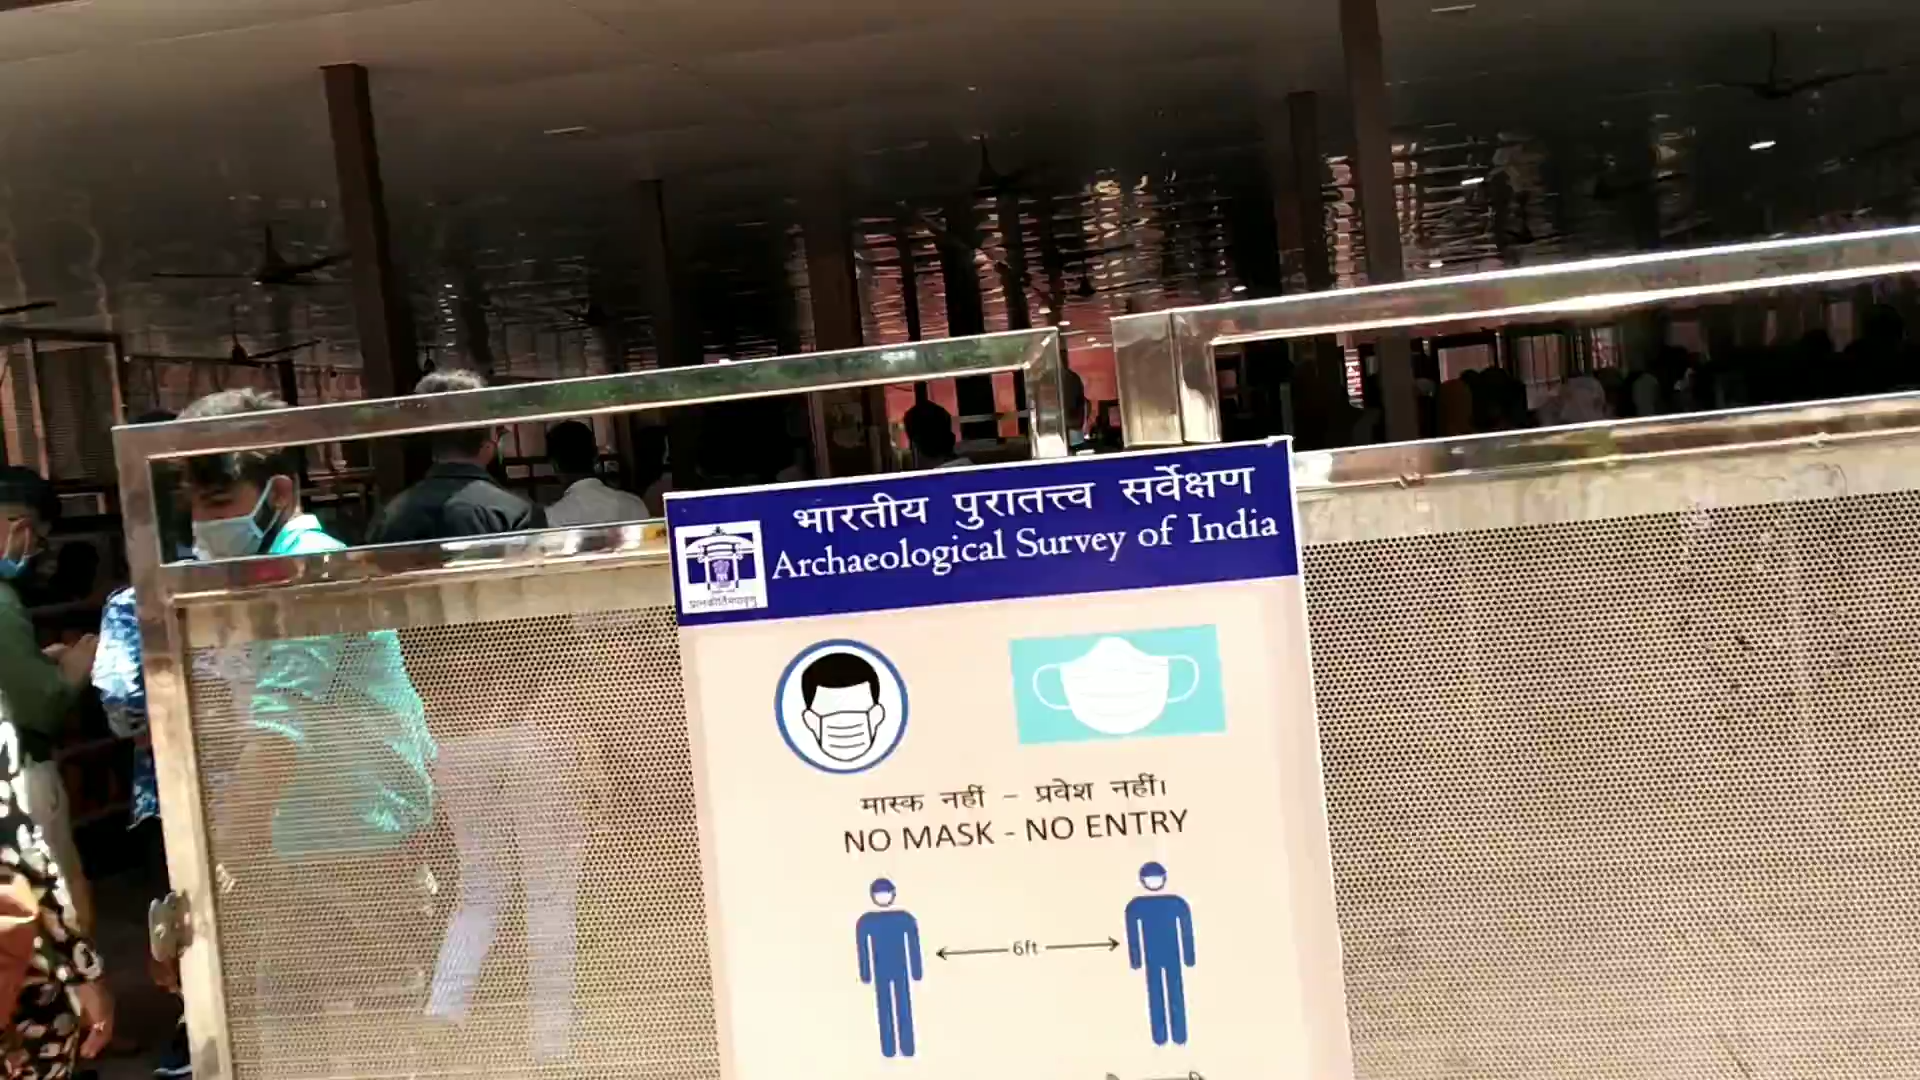 भारतीय पुरातत्त्व सर्वेक्षण
Archaeological Survey of India
मास्क नहीं - प्रवेश नहीं।
NO MASK - NO ENTRY
6ft